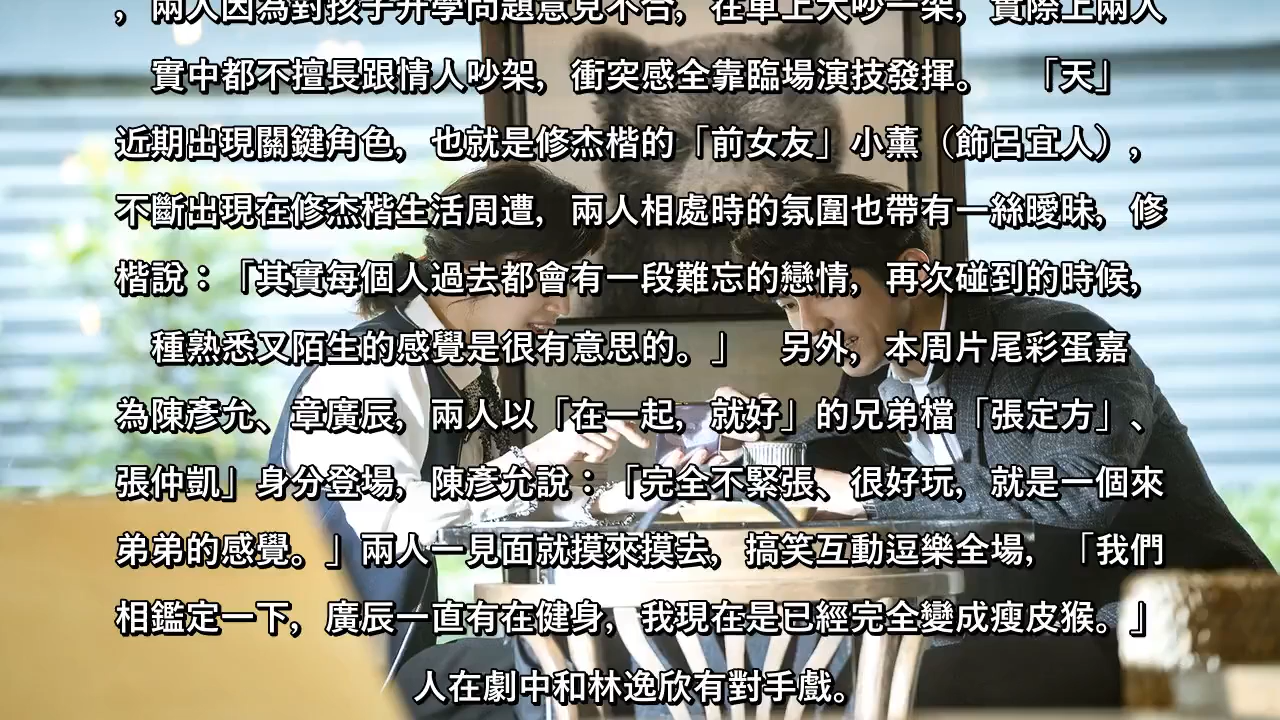 ，兩人因為對孩子升學問題意見不合，在車上大吵一架，實際上兩人
實中都不擅長跟情人吵架，衝突感全靠臨場演技發揮。　「天」
近期出現關鍵角色，也就是修杰楷的「前女友」小薰（飾呂宜人），
不斷出現在修杰楷生活周遭，兩人相處時的氛圍也帶有一絲曖昧，修
楷說：「其實每個人過去都會有一段難忘的戀情，再次碰到的時候，
種熟悉又陌生的感覺是很有意思的。」　另外，本周片尾彩蛋嘉
為陳彥允、章廣辰，兩人以「在一起，就好」的兄弟檔「張定方」、
張仲凱」身分登場，陳彥允說：「完全不緊張、很好玩，就是一個來
弟弟的感覺。」兩人一見面就摸來摸去，搞笑互動逗樂全場，「我們
相鑑定一下，廣辰一直有在健身，我現在是已經完全變成瘦皮猴。」
人在劇中和林逸欣有對手戲。